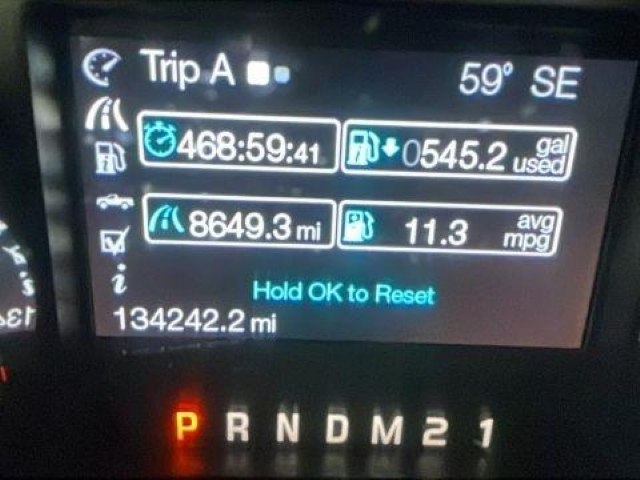 Trip A
59° SE
468:59:41
0545.2 gal used
8649.3 mi
11.3 avg mpg
Hold OK to Reset
134242.2 mi
P R N D M 2 1